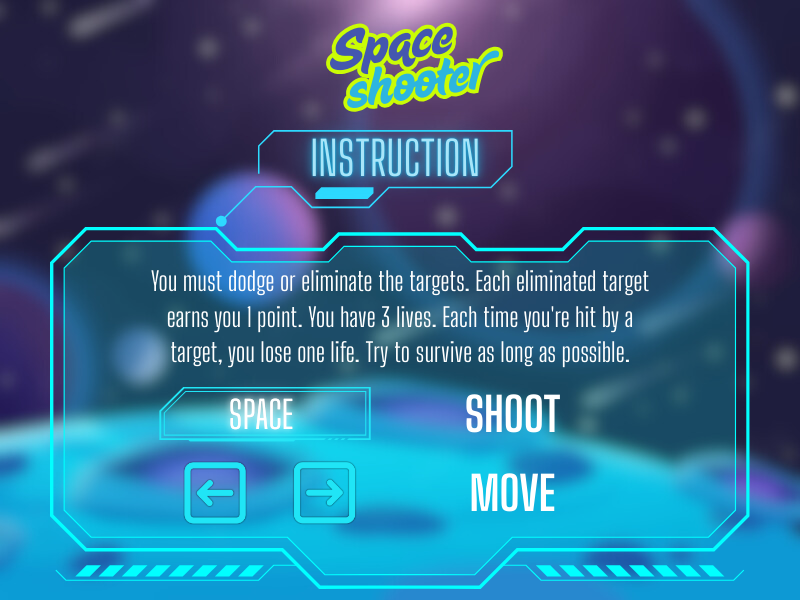 Space
shooter
INSTRUCTION
You must dodge or eliminate the targets. Each eliminated target
earns you 1 point. You have 3 lives. Each time you're hit by a
target, you lose one life. Try to survive as long as possible.
SPACE SHOOT
MOVE